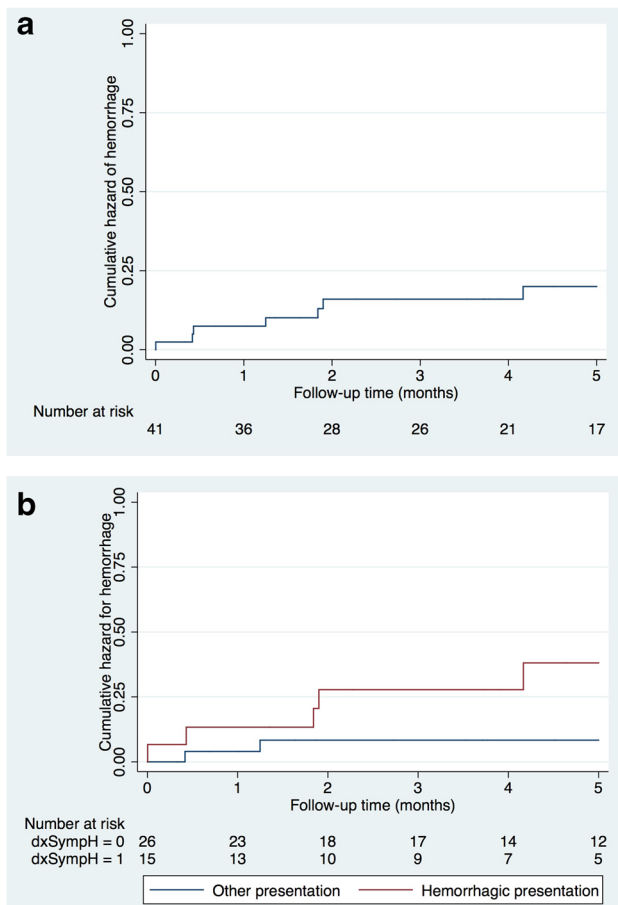 a
Cumulative hazard of hemorrhage
1.00
0.75
0.50
0.25
0.00
0 1 2 3 4 5
Follow-up time (months)
Number at risk
41 36 28 26 21 17
b
Cumulative hazard for hemorrhage
1.00
0.75
0.50
0.25
0.00
0 1 2 3 4 5
Follow-up time (months)
Number at risk
dxSympH = 0 26 23 18 17 14 12
dxSympH = 1 15 13 10 9 7 5
Other presentation Hemorrhagic presentation